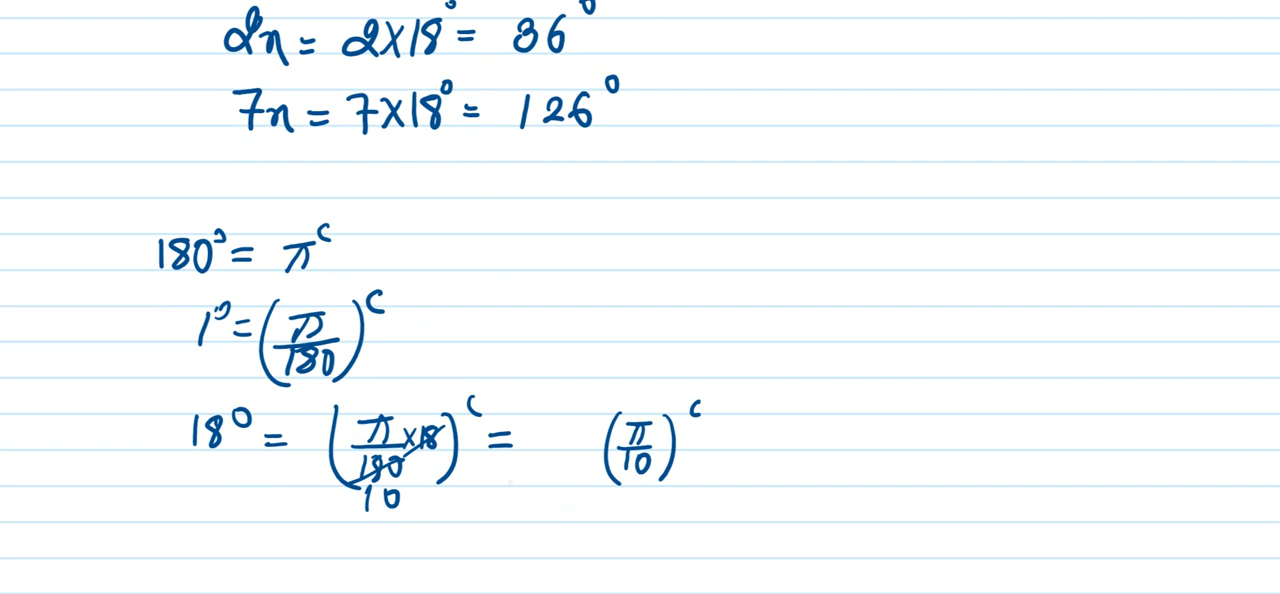 2x = 2×18° = 36°
7x = 7×18° = 126°
180° = π^c
1° = (π/180)^c
18° = (π×18/180 10)^c = (π/10)^c